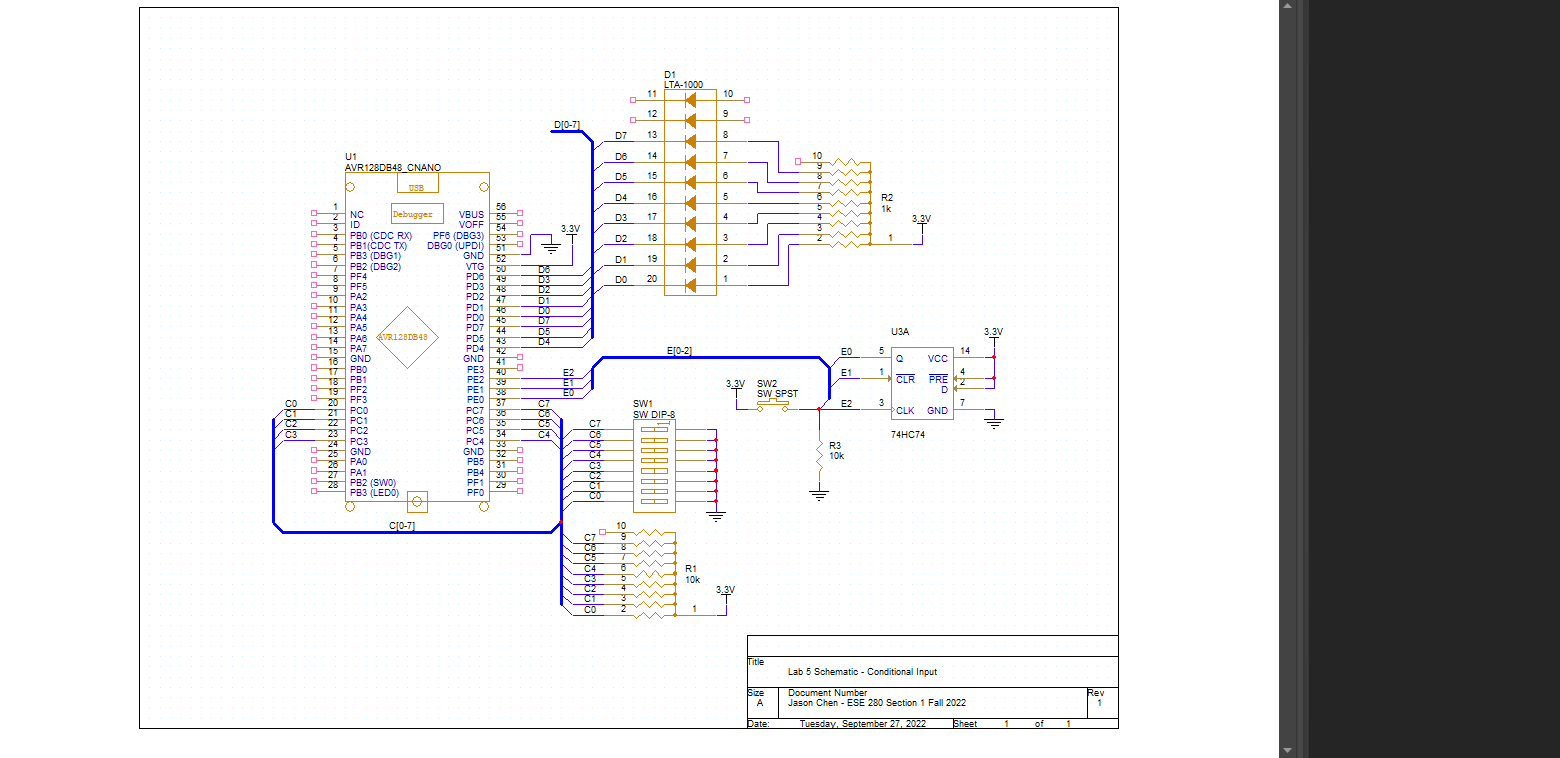 D1
LTA-1000
11 10
12 9
D7 13 8
D6 14 7
D5 15 6
D4 16 5
D3 17 4
D2 18 3
D1 19 2
D0 20 1
D[0-7]
10
9
8
7
6
5
4
3
2
1
R2
1k
3.3V
U1
AVR128DB48_CNANO
USB
Debugger
AVR128DB48
1 NC
2 ID
3 PB0 (CDC RX)
4 PB1(CDC TX)
5 PB3 (DBG1)
6 PB2 (DBG2)
7 PF4
8 PF5
9 PA2
10 PA3
11 PA4
12 PA5
13 PA6
14 PA7
15 GND
16 PB0
17 PB1
18 PF2
19 PF3
C0 20 PC0
C1 21 PC1
C2 22 PC2
C3 23 PC3
24 GND
25 PA0
26 PA1
27 PB2 (SW0)
28 PB3 (LED0)
VBUS 56
VOFF 55
PF6 (DBG3) 54
DBG0 (UPDI) 53
GND 51
VTG 52
3.3V
PD6 50 D6
PD3 49 D3
PD2 48 D2
PD1 47 D1
PD0 46 D0
PD7 45 D7
PD5 44 D5
PD4 43 D4
GND 42
PE3 41
PE2 40 E2
PE1 39 E1
PE0 38 E0
PC7 37 C7
PC6 36 C6
PC5 35 C5
PC4 34 C4
GND 33
PB5 32
PB4 31
PF1 30
PF0 29
C[0-7]
E[0-2]
U3A
3.3V
E0 5 Q VCC 14
E1 1 CLR PRE 4
D 2
E2 3 CLK GND 7
74HC74
3.3V
SW2
SW SPST
R3
10k
SW1
SW DIP-8
C7
C6
C5
C4
C3
C2
C1
C0
10
C7 9
C6 8
C5 7
C4 6
C3 5
C2 4
C1 3
C0 2
1
R1
10k
3.3V
Title
Lab 5 Schematic - Conditional Input
Size Document Number Rev
A Jason Chen - ESE 280 Section 1 Fall 2022 1
Date: Tuesday, September 27, 2022 Sheet 1 of 1